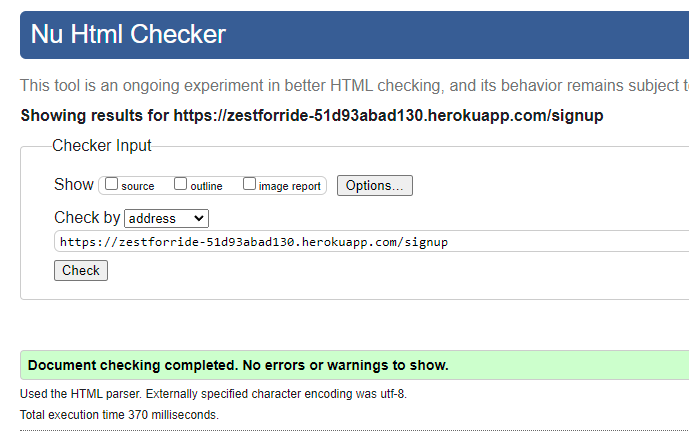 Nu Html Checker
This tool is an ongoing experiment in better HTML checking, and its behavior remains subject
Showing results for https://zestforride-51d93abad130.herokuapp.com/signup
Checker Input
Show source outline image report Options...
Check by address
https://zestforride-51d93abad130.herokuapp.com/signup
Check
Document checking completed. No errors or warnings to show.
Used the HTML parser. Externally specified character encoding was utf-8.
Total execution time 370 milliseconds.